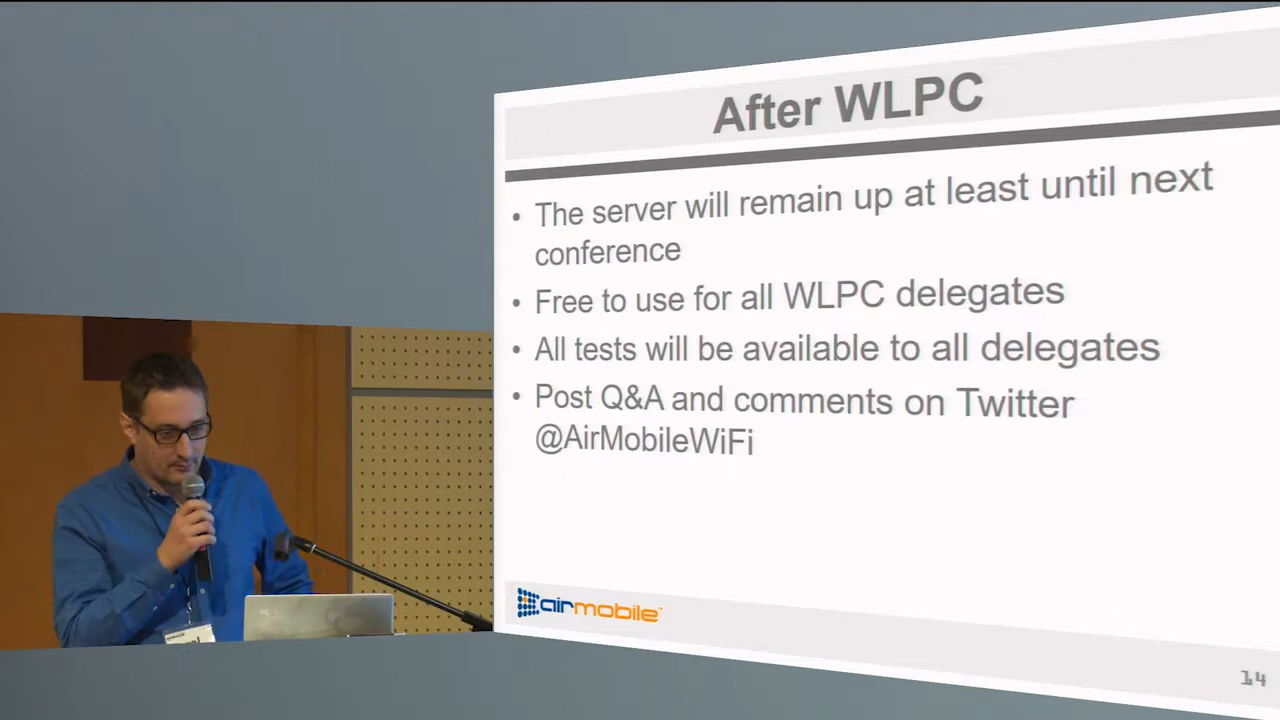 After WLPC
• The server will remain up at least until next
conference
• Free to use for all WLPC delegates
• All tests will be available to all delegates
• Post Q&A and comments on Twitter
@AirMobileWiFi
airmobile™
14